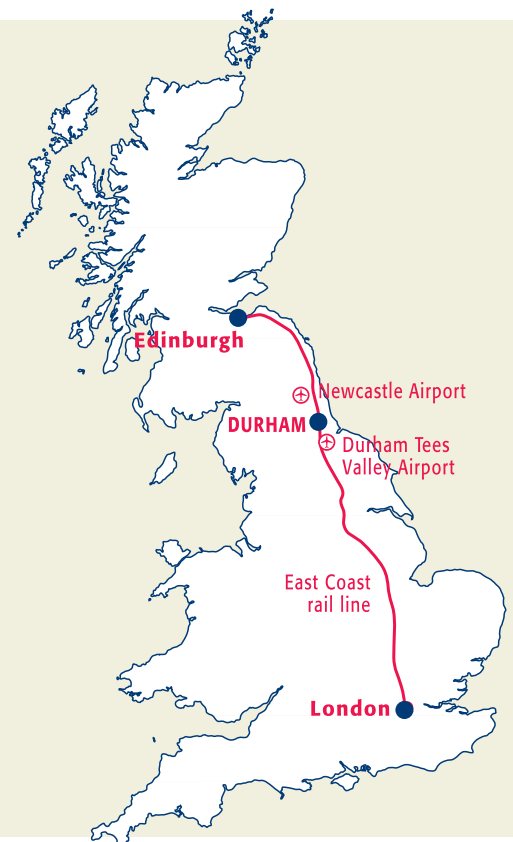 Edinburgh
Newcastle Airport
DURHAM
Durham Tees
Valley Airport
East Coast
rail line
London